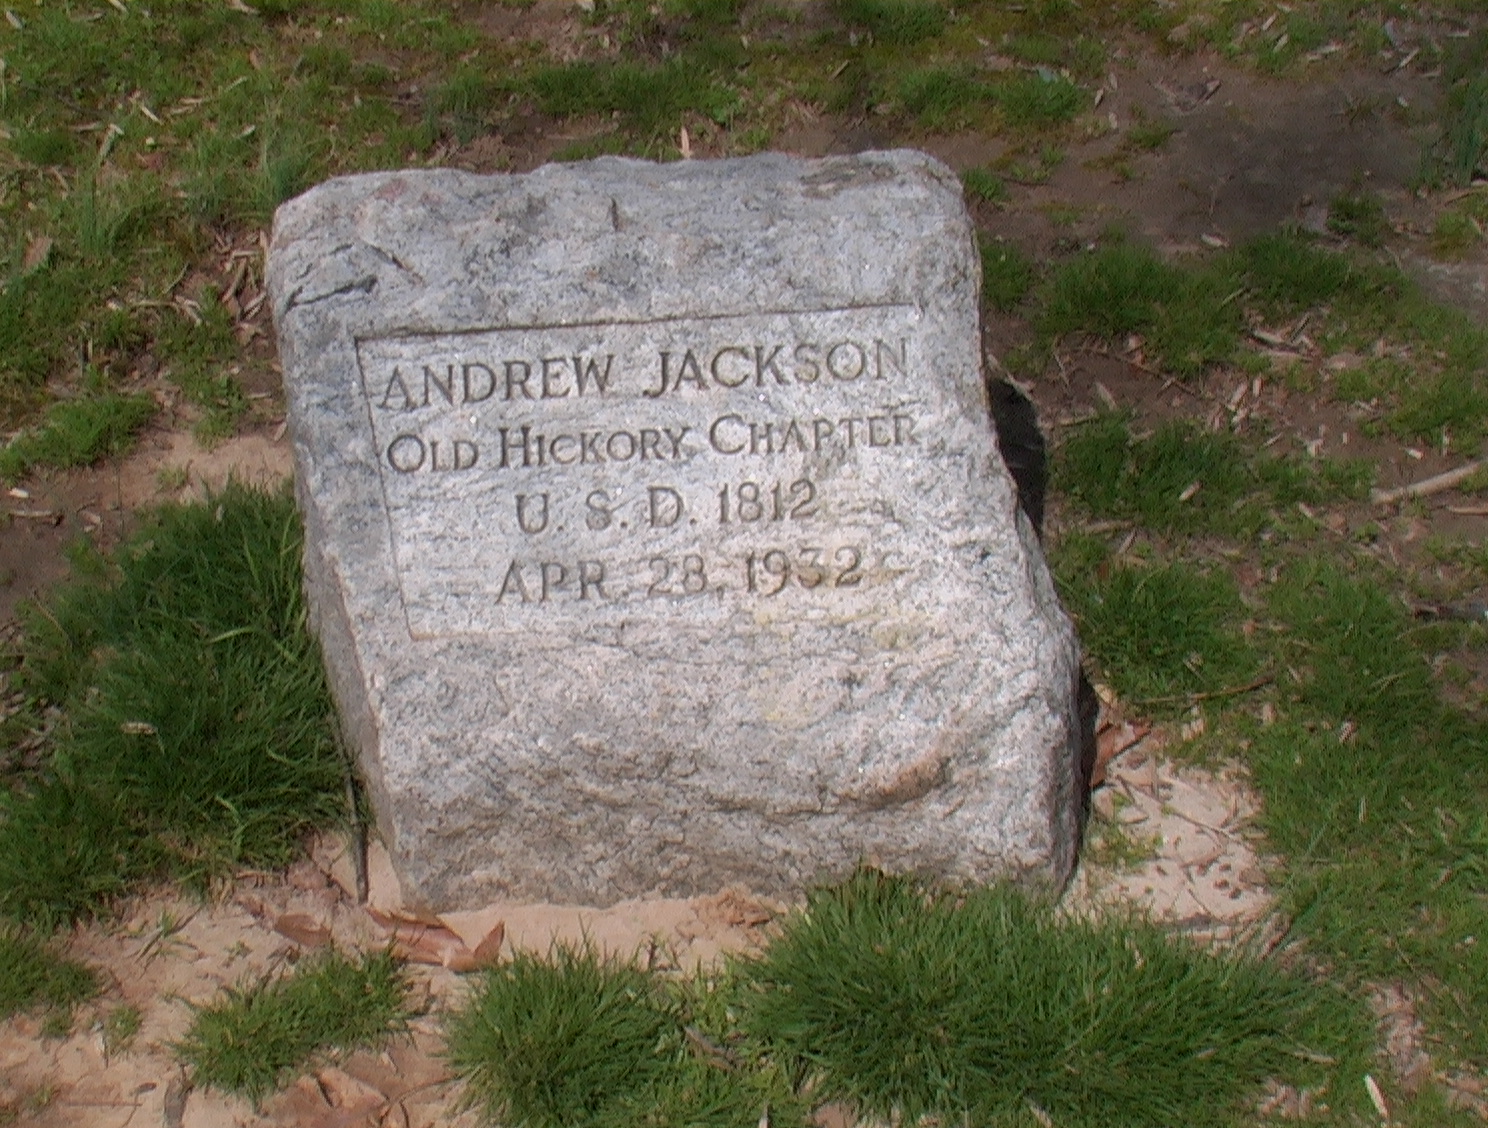 ANDREW JACKSON
OLD HICKORY CHAPTER
U. S. D. 1812
APR. 28, 1932